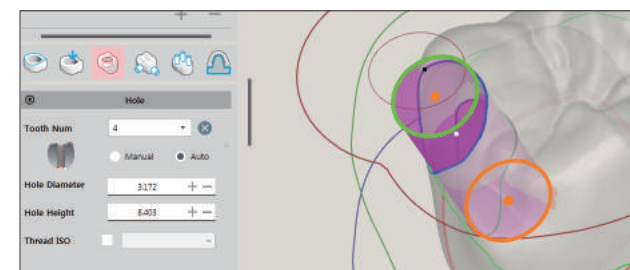 Hole
Tooth Num 4
Manual Auto
Hole Diameter 3.172 + −
Hole Height 8.403 + −
Thread ISO